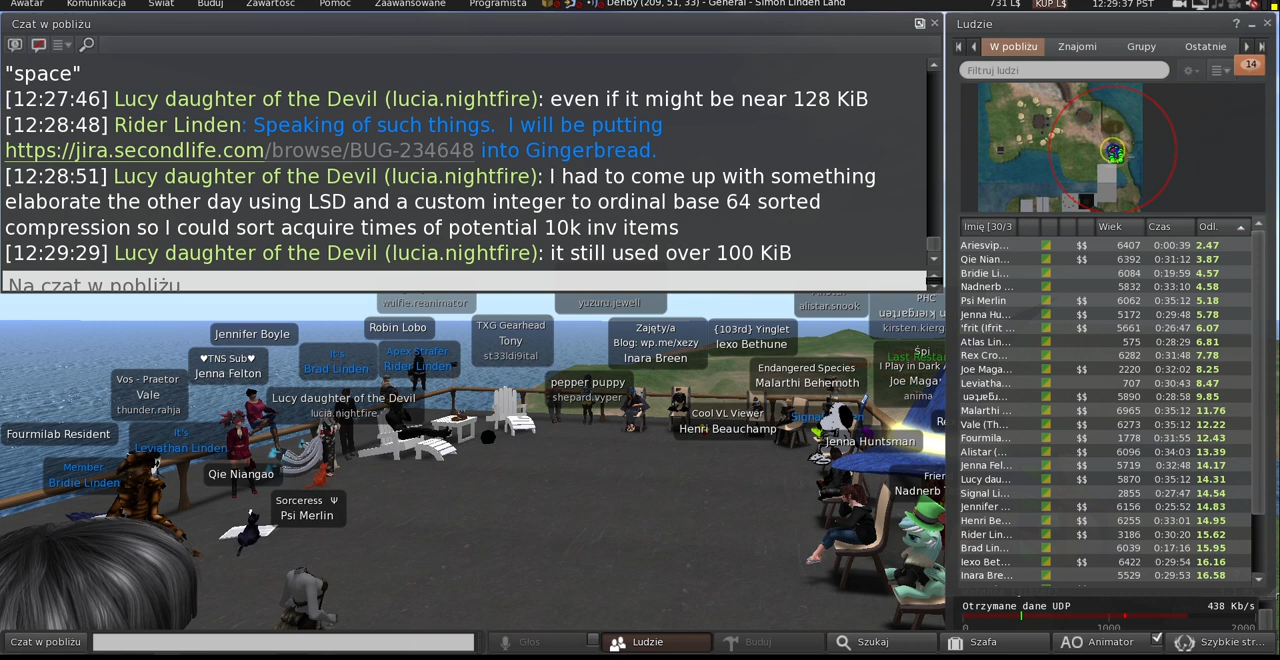 Awatar Komunikacja Świat Buduj Zawartość Pomoc Zaawansowane Programista Denby (209, 51, 33) - General - Simon Linden Land 731 L$ KUP L$ 12:29:37 PST
Czat w pobliżu
"space"
[12:27:46] Lucy daughter of the Devil (lucia.nightfire): even if it might be near 128 KiB
[12:28:48] Rider Linden: Speaking of such things. I will be putting
https://jira.secondlife.com/browse/BUG-234648 into Gingerbread.
[12:28:51] Lucy daughter of the Devil (lucia.nightfire): I had to come up with something
elaborate the other day using LSD and a custom integer to ordinal base 64 sorted
compression so I could sort acquire times of potential 10k inv items
[12:29:29] Lucy daughter of the Devil (lucia.nightfire): it still used over 100 KiB
Na czat w pobliżu
wulfie.reanimator
yuzuru.jewell
alistar.snook
PHC
kirsten.kierg
Jennifer Boyle
Robin Lobo
TXG Gearhead
Tony
st33ldi9ital
Zajęty/a
Blog: wp.me/xezy
Inara Breen
{103rd} Yinglet
Iexo Bethune
♥TNS Sub♥
Jenna Felton
It's
Brad Linden
Apex Strafer
Rider Linden
Śpi
Last Restar
I Play in Dark
Joe Maga
anima
Vos - Praetor
Vale
thunder.rahja
Lucy daughter of the Devil
lucia.nightfire
pepper puppy
shepard.vyper
Endangered Species
Malarthi Behemoth
Cool VL Viewer
Henri Beauchamp
Signal
Fourmilab Resident
It's
Leviathan Linden
Jenna Huntsman
Member
Bridie Linden
Qie Niangao
Frien
Nadnerb
Sorceress Ψ
Psi Merlin
Ludzie
W pobliżu Znajomi Grupy Ostatnie
Filtruj ludzi
14
Imię [30/3 Wiek Czas Odl.
Ariesvip... $$ 6407 0:00:39 2.47
Qie Nian... $$ 6392 0:31:12 3.87
Bridie Li... 6084 0:19:59 4.57
Nadnerb ... 5832 0:33:10 4.58
Psi Merlin $$ 6062 0:35:12 5.18
Jenna Hu... $$ 5172 0:29:48 5.78
'frit (Ifrit ... $$ 5661 0:26:47 6.07
Atlas Lin... 575 0:28:29 6.81
Rex Cro... 6282 0:31:48 7.78
Joe Maga... $$ 2220 0:32:02 8.25
Leviatha... 707 0:30:43 8.47
$$ 5890 0:28:58 9.85
Malarthi ... $$ 6965 0:35:12 11.76
Vale (Th... $$ 6273 0:35:12 12.22
Fourmila... $$ 1778 0:31:55 12.43
Alistar (... $$ 6096 0:34:03 13.39
Jenna Fel... $$ 5719 0:32:48 14.17
Lucy dau... $$ 5870 0:35:12 14.31
Signal Li... 2855 0:27:47 14.54
Jennifer ... $$ 6156 0:25:52 14.83
Henri Be... $$ 6255 0:33:01 14.95
Rider Lin... $$ 3186 0:30:20 15.62
Brad Lin... 6039 0:17:16 15.95
Iexo Bet... $$ 6422 0:29:54 16.16
Inara Bre... 5529 0:29:53 16.58
Otrzymane dane UDP 438 Kb/s
0 1000 2000
Czat w pobliżu Głos Ludzie Buduj Szukaj Szafa AO Animator Szybkie str...